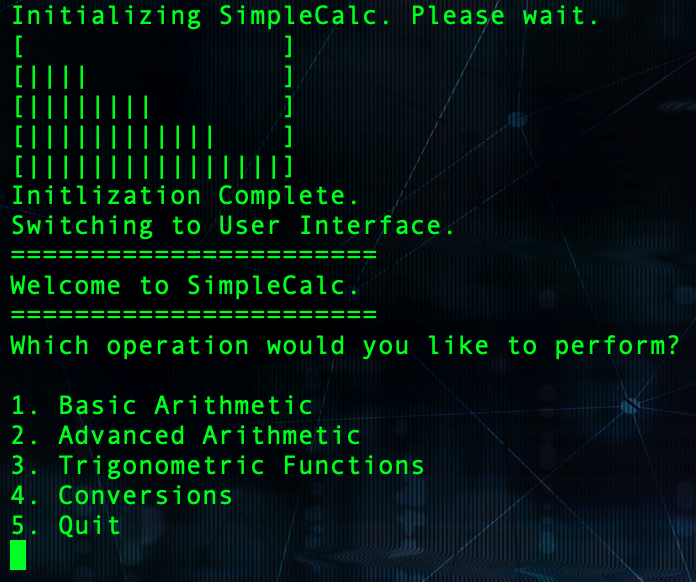 Initializing SimpleCalc. Please wait.
[                ]
[||||            ]
[||||||||        ]
[||||||||||||    ]
[||||||||||||||||]
Initlization Complete.
Switching to User Interface.
=======================
Welcome to SimpleCalc.
=======================
Which operation would you like to perform?
1. Basic Arithmetic
2. Advanced Arithmetic
3. Trigonometric Functions
4. Conversions
5. Quit